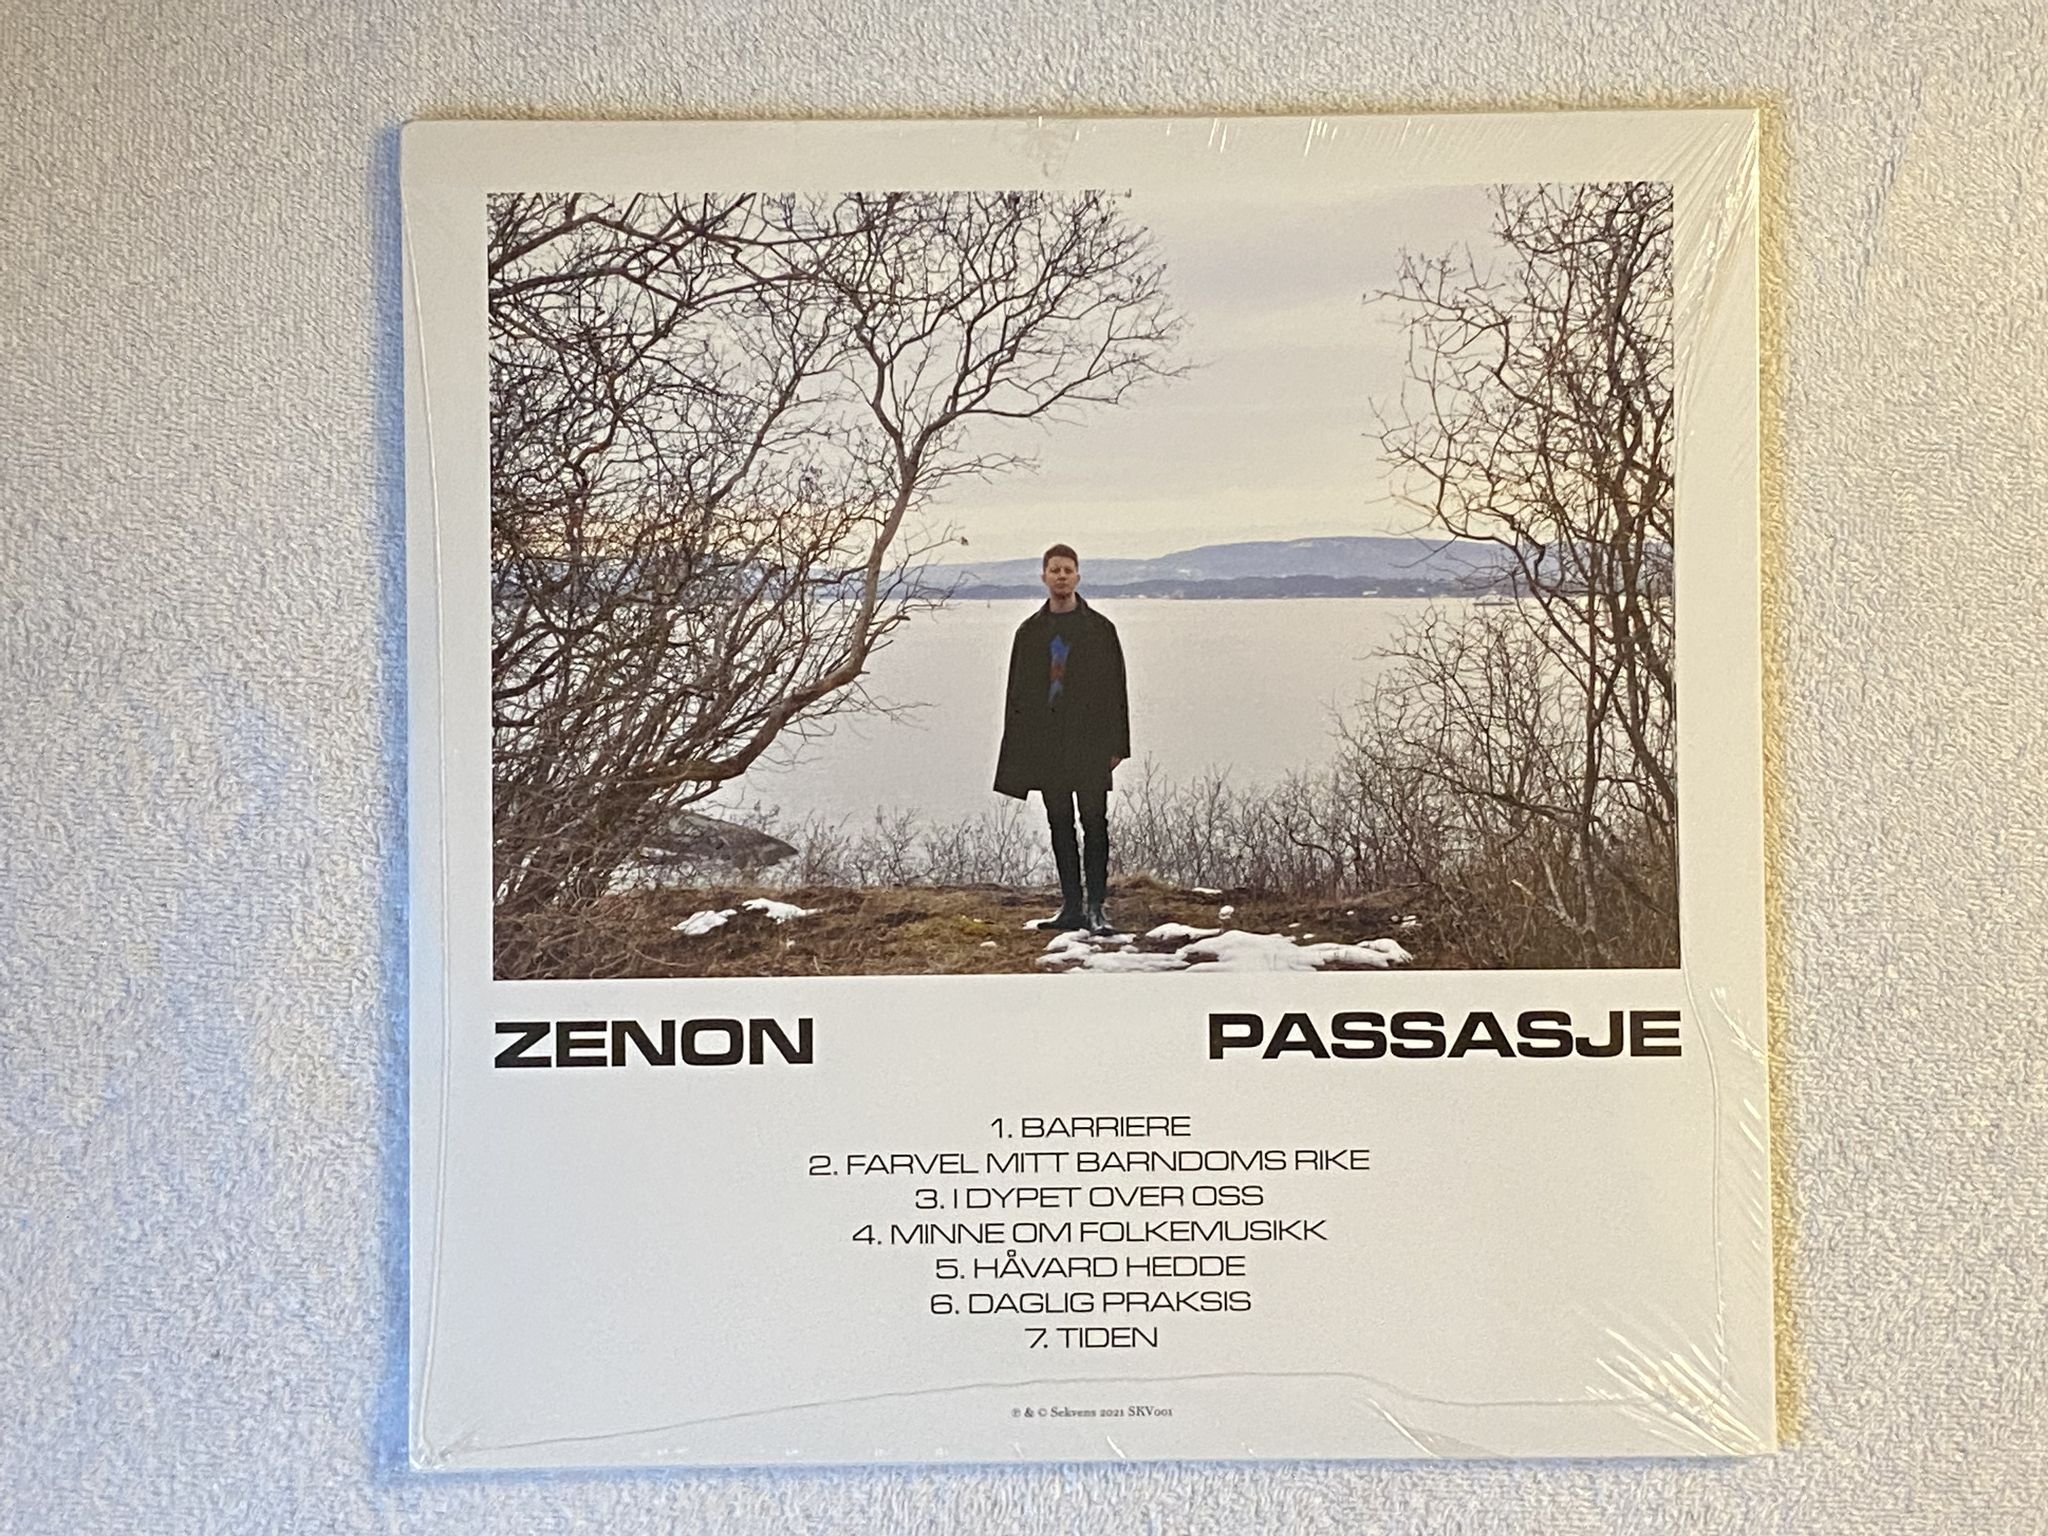 ZENON PASSASJE
1. BARRIERE
2. FARVEL MITT BARNDOMS RIKE
3. I DYPET OVER OSS
4. MINNE OM FOLKEMUSIKK
5. HÅVARD HEDDE
6. DAGLIG PRAKSIS
7. TIDEN
℗ & © Sekvens 2021 SKV001